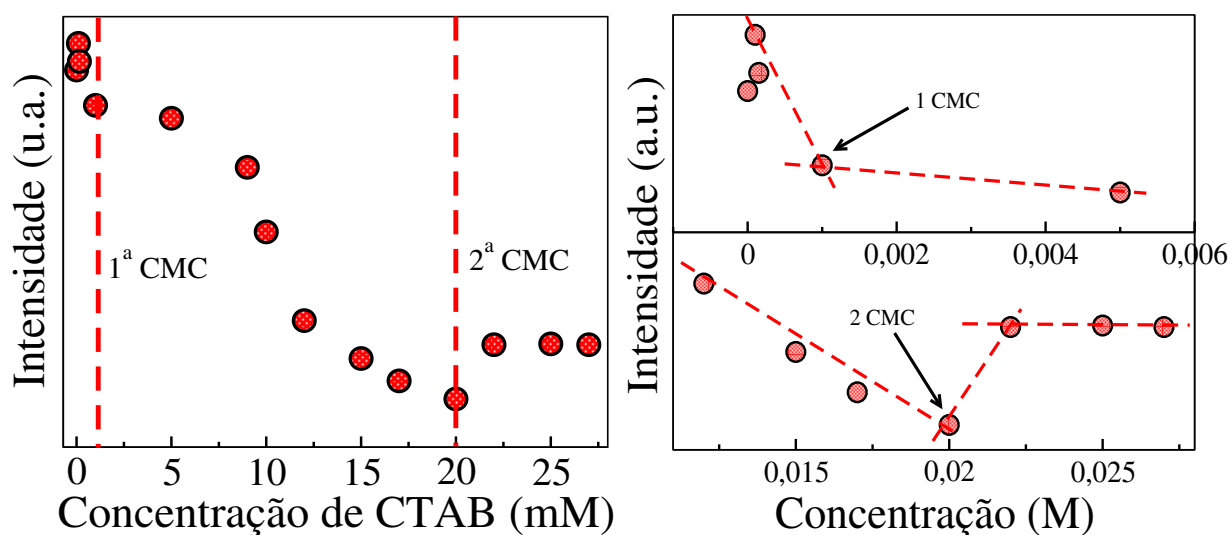 Intensidade (u.a.)
1ª CMC
2ª CMC
0 5 10 15 20 25
Concentração de CTAB (mM)
Intensidade (a.u.)
1 CMC
0 0,002 0,004 0,006
2 CMC
0,015 0,02 0,025
Concentração (M)